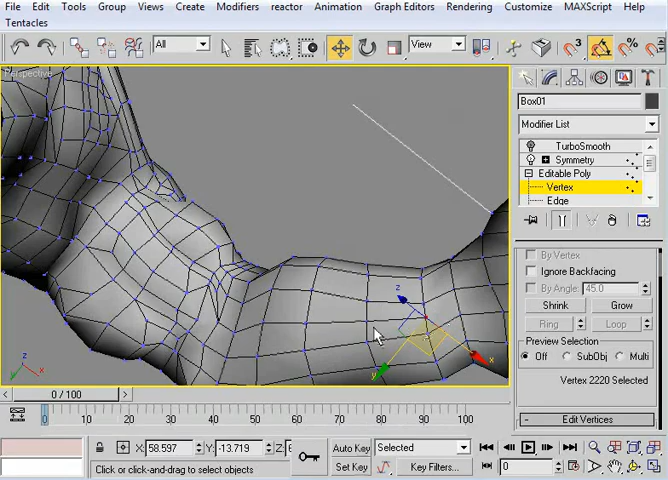 File Edit Tools Group Views Create Modifiers reactor Animation Graph Editors Rendering Customize MAXScript Help
Tentacles
All View
Perspective
Box01
Modifier List
TurboSmooth
Symmetry
Editable Poly
Vertex
Edge
By Vertex
Ignore Backfacing
By Angle: 45.0
Shrink Grow
Ring Loop
Preview Selection
Off SubObj Multi
Vertex 2220 Selected
Edit Vertices
z
x
y
z
x
y
0 / 100
0 10 20 30 40 50 60 70 80 90 100
X: 58.597 Y: -13.719 Z:
Auto Key Selected
Set Key Key Filters...
0
Click or click-and-drag to select objects